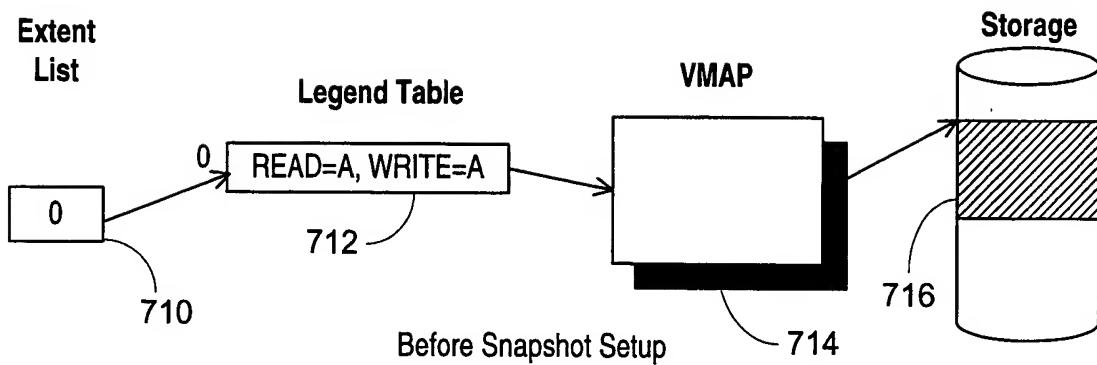 Extent
List
Legend Table
VMAP
Storage
0
0
READ=A, WRITE=A
710
712
714
716
Before Snapshot Setup